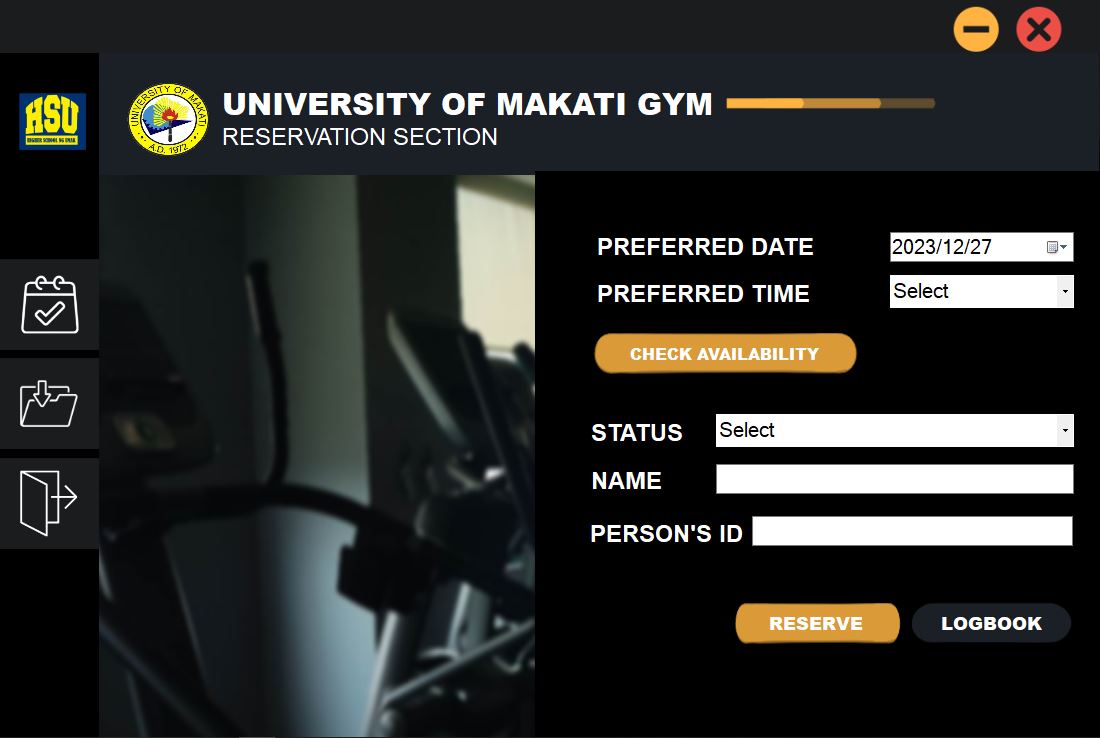 HSU
HIGHER SCHOOL NG UMAK
UNIVERSITY OF MAKATI
A.D. 1972
UNIVERSITY OF MAKATI GYM
RESERVATION SECTION
PREFERRED DATE
2023/12/27
PREFERRED TIME
Select
CHECK AVAILABILITY
STATUS
Select
NAME
PERSON'S ID
RESERVE
LOGBOOK